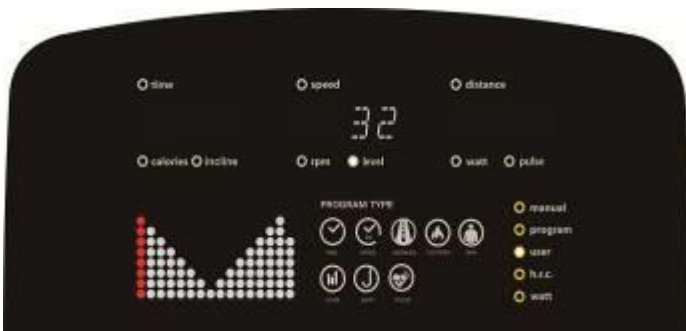 time speed distance
32
calories incline rpm level watt pulse
PROGRAM TYPE
manual
program
user
h.r.c.
watt